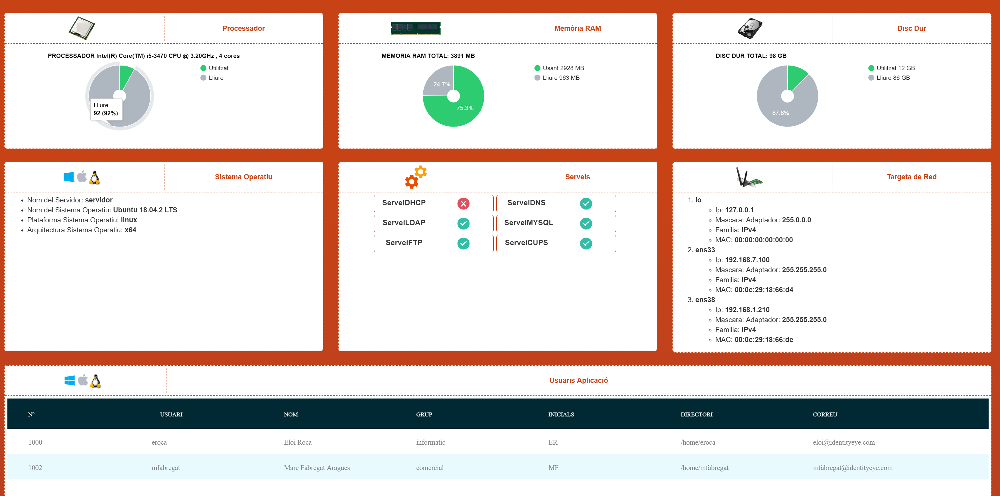 Processador
PROCESSADOR Intel(R) Core(TM) i5-3470 CPU @ 3.20GHz , 4 cores
Utilitzat
Lliure
Lliure
92 (92%)
Memòria RAM
MEMORIA RAM TOTAL: 3891 MB
Usant 2928 MB
Lliure 963 MB
24.7%
75.3%
Disc Dur
DISC DUR TOTAL: 98 GB
Utilitzat 12 GB
Lliure 86 GB
87.8%
Sistema Operatiu
Nom del Servidor: servidor
Nom del Sistema Operatiu: Ubuntu 18.04.2 LTS
Plataforma Sistema Operatiu: linux
Arquitectura Sistema Operatiu: x64
Serveis
ServeiDHCP ServeiDNS
ServeiLDAP ServeiMYSQL
ServeiFTP ServeiCUPS
Targeta de Red
1. lo
Ip: 127.0.0.1
Mascara: Adaptador: 255.0.0.0
Familia: IPv4
MAC: 00:00:00:00:00:00
2. ens33
Ip: 192.168.7.100
Mascara: Adaptador: 255.255.255.0
Familia: IPv4
MAC: 00:0c:29:18:66:d4
3. ens38
Ip: 192.168.1.210
Mascara: Adaptador: 255.255.255.0
Familia: IPv4
MAC: 00:0c:29:18:66:de
Usuaris Aplicació
Nº USUARI NOM GRUP INICIALS DIRECTORI CORREU
1000 eroca Eloi Roca informatic ER /home/eroca eloi@identityeye.com
1002 mfabregat Marc Fabregat Aragues comercial MF /home/mfabregat mfabregat@identityeye.com